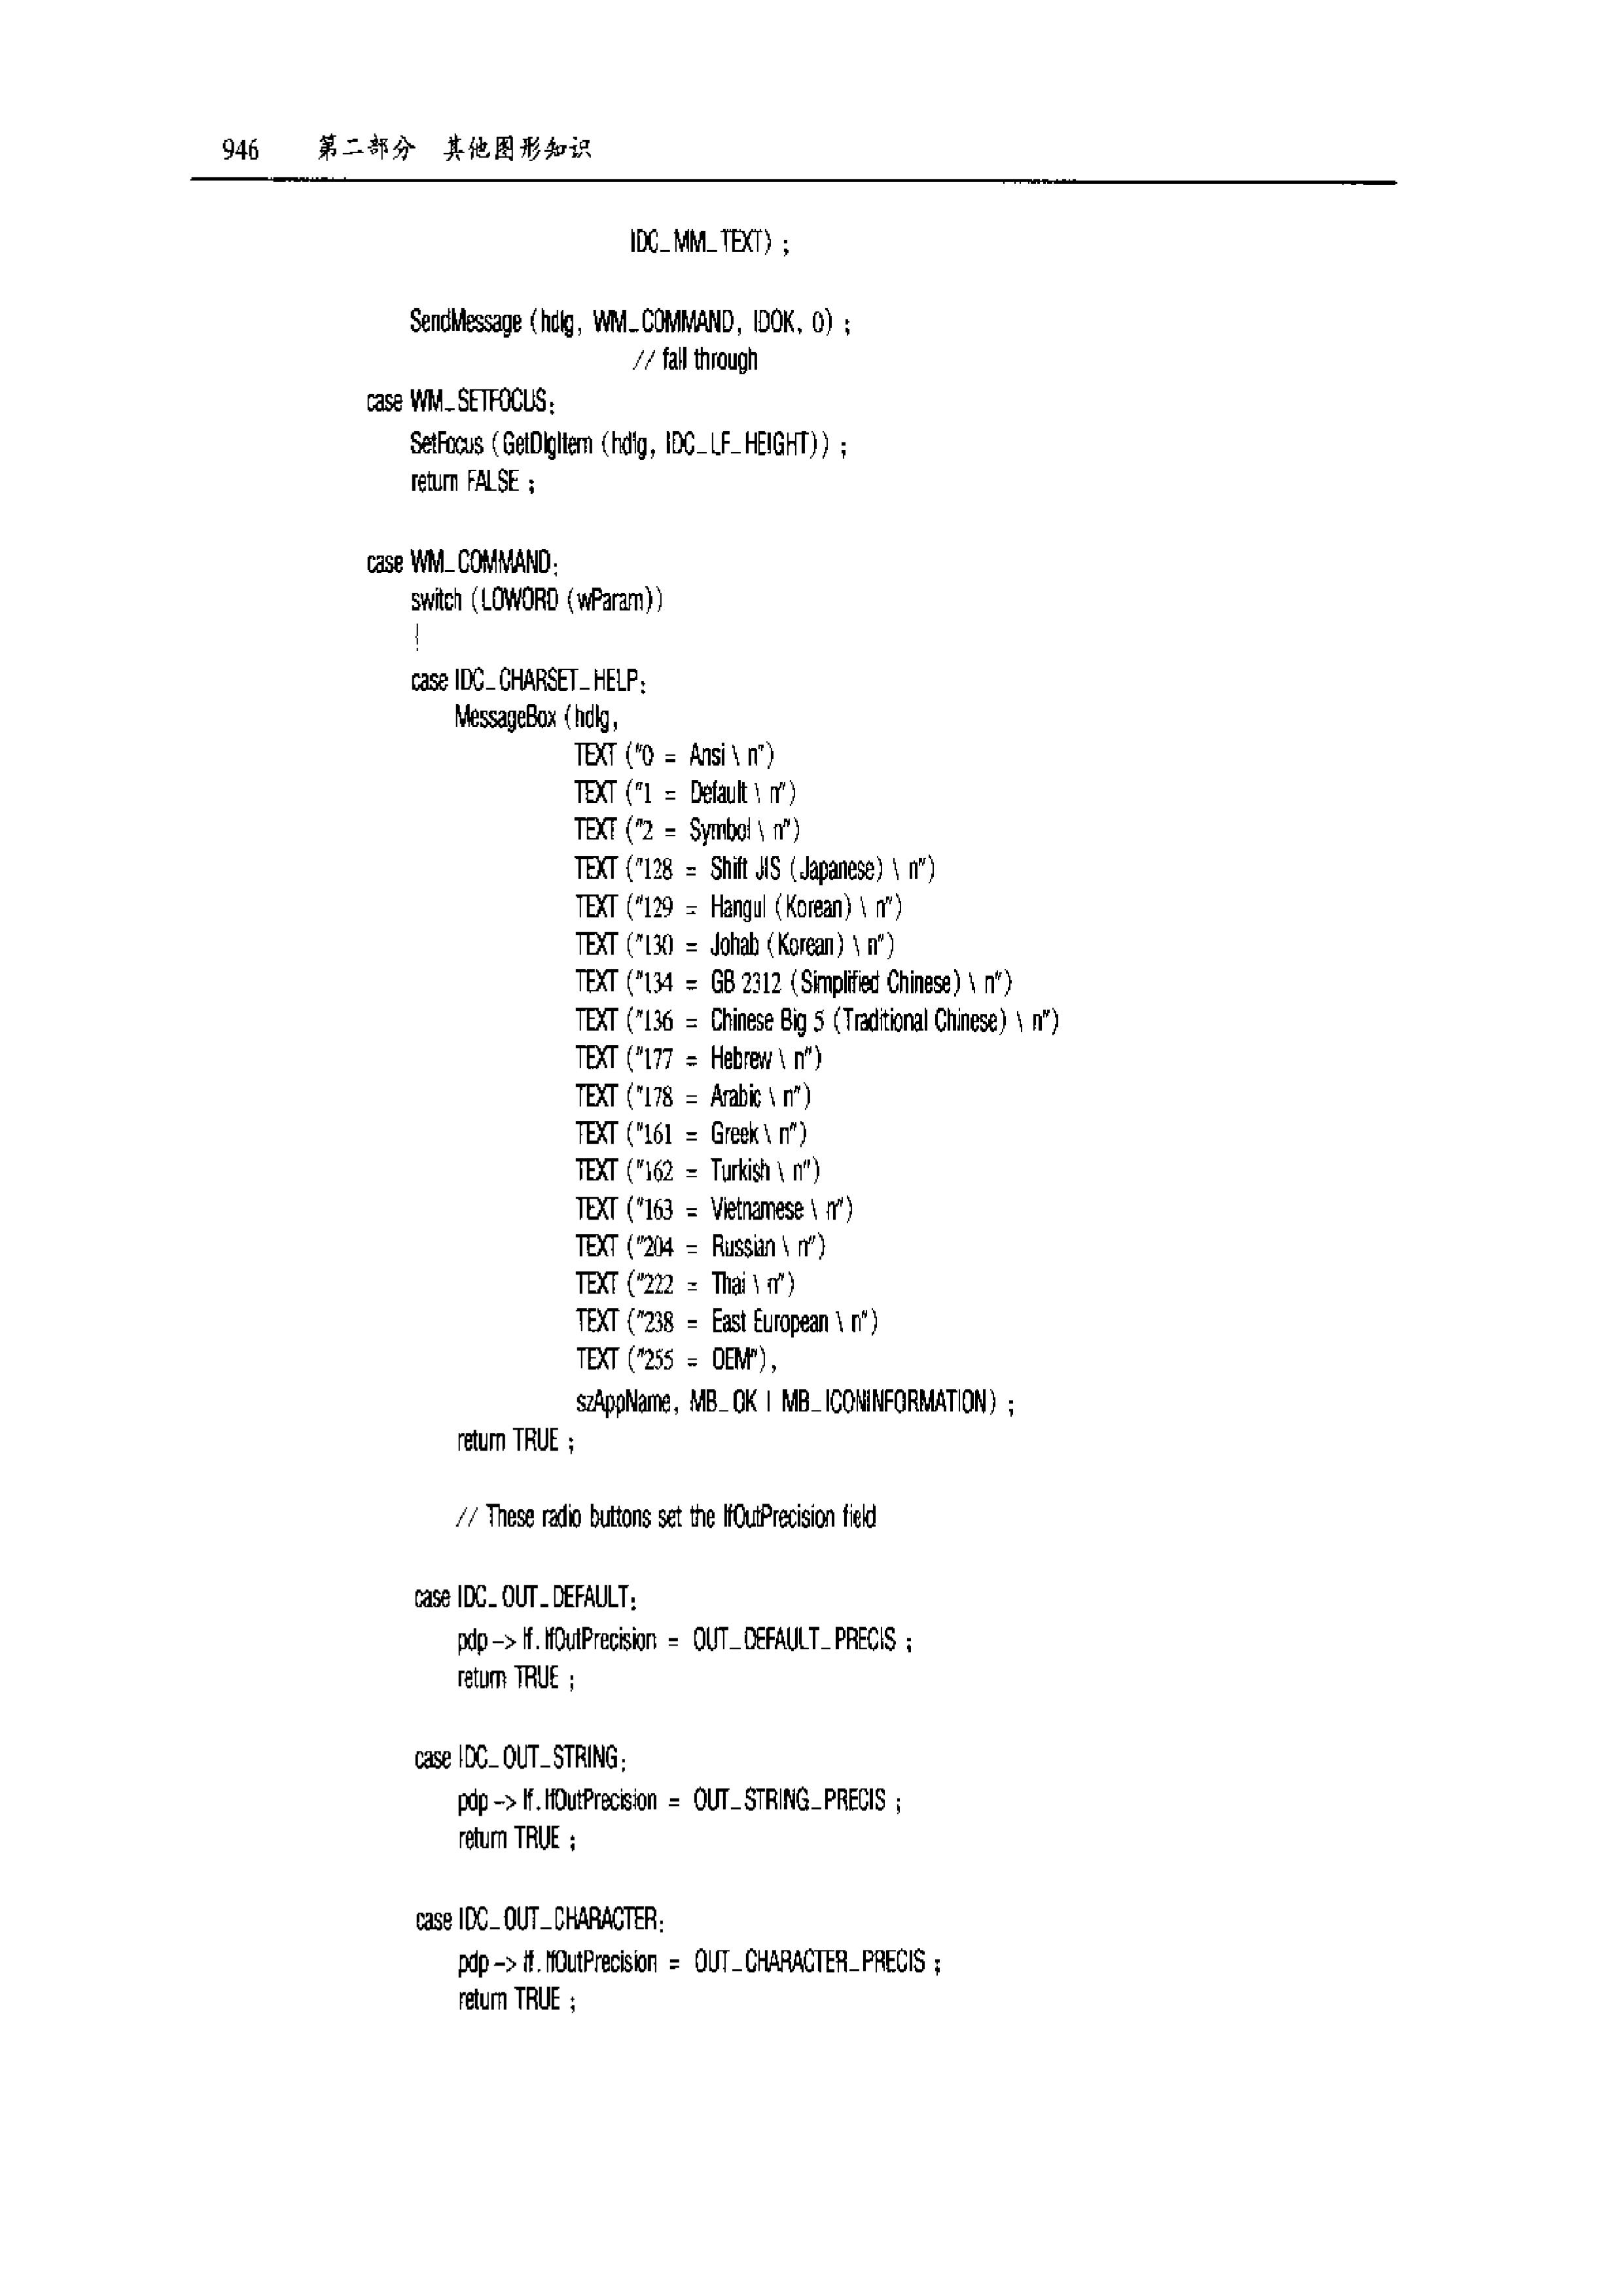 946 第二部分 其他图形知识
IDC_MM_TEXT) ;
SendMessage (hdlg, WM_COMMAND, IDOK, 0) ;
// fall through
case WM_SETFOCUS:
SetFocus (GetDlgItem (hdlg, IDC_LF_HEIGHT)) ;
return FALSE ;
case WM_COMMAND:
switch (LOWORD (wParam))
{
case IDC_CHARSET_HELP:
MessageBox (hdlg,
TEXT ("0 = Ansi\n")
TEXT ("1 = Default\n")
TEXT ("2 = Symbol\n")
TEXT ("128 = Shift JIS (Japanese)\n")
TEXT ("129 = Hangul (Korean)\n")
TEXT ("130 = Johab (Korean)\n")
TEXT ("134 = GB 2312 (Simplified Chinese)\n")
TEXT ("136 = Chinese Big 5 (Traditional Chinese)\n")
TEXT ("177 = Hebrew\n")
TEXT ("178 = Arabic\n")
TEXT ("161 = Greek\n")
TEXT ("162 = Turkish\n")
TEXT ("163 = Vietnamese\n")
TEXT ("204 = Russian\n")
TEXT ("222 = Thai\n")
TEXT ("238 = East European\n")
TEXT ("255 = OEM"),
szAppName, MB_OK | MB_ICONINFORMATION) ;
return TRUE ;
// These radio buttons set the lfOutPrecision field
case IDC_OUT_DEFAULT:
pdp->lf.lfOutPrecision = OUT_DEFAULT_PRECIS ;
return TRUE ;
case IDC_OUT_STRING:
pdp->lf.lfOutPrecision = OUT_STRING_PRECIS ;
return TRUE ;
case IDC_OUT_CHARACTER:
pdp->lf.lfOutPrecision = OUT_CHARACTER_PRECIS ;
return TRUE ;